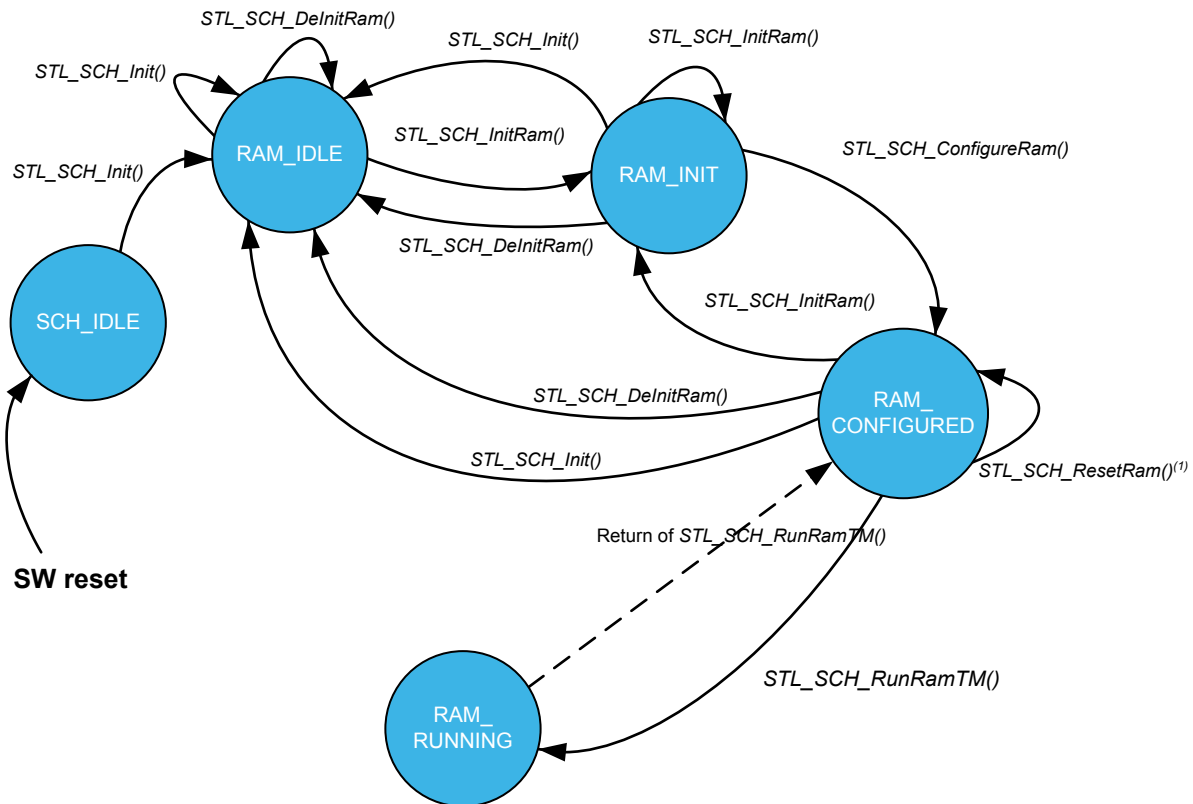 STL_SCH_DeInitRam()
STL_SCH_Init()
STL_SCH_InitRam()
STL_SCH_Init()
STL_SCH_InitRam()
STL_SCH_ConfigureRam()
RAM_IDLE
RAM_INIT
STL_SCH_Init()
STL_SCH_DeInitRam()
STL_SCH_InitRam()
SCH_IDLE
STL_SCH_DeInitRam()
RAM_
CONFIGURED
STL_SCH_Init()
STL_SCH_ResetRam()(1)
Return of STL_SCH_RunRamTM()
SW reset
STL_SCH_RunRamTM()
RAM_
RUNNING